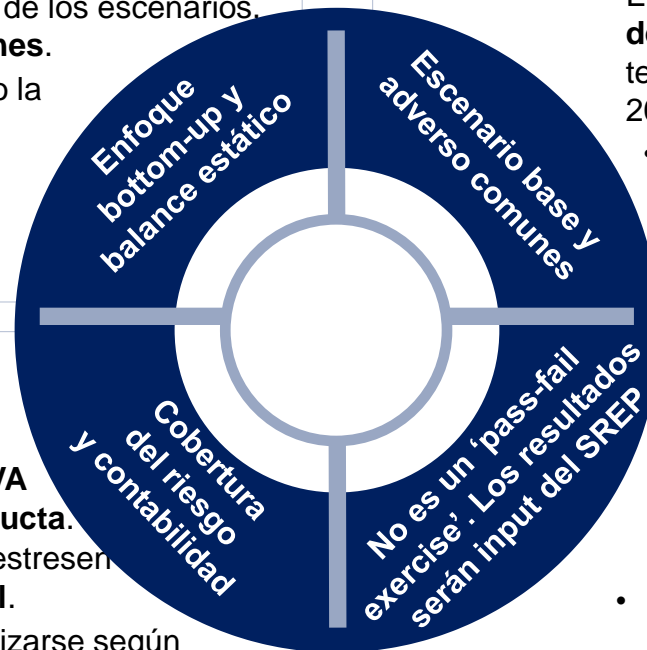 de los escenarios,
nes.
o la
Enfoque
bottom-up y
balance estático
Escenario base y
adverso comunes
E
de
te
20
•
Cobertura
del riesgo
y contabilidad
No es un 'pass-fail
exercise'. Los resultados
serán input del SREP
VA
ucta.
estresen
l.
izarse según
•